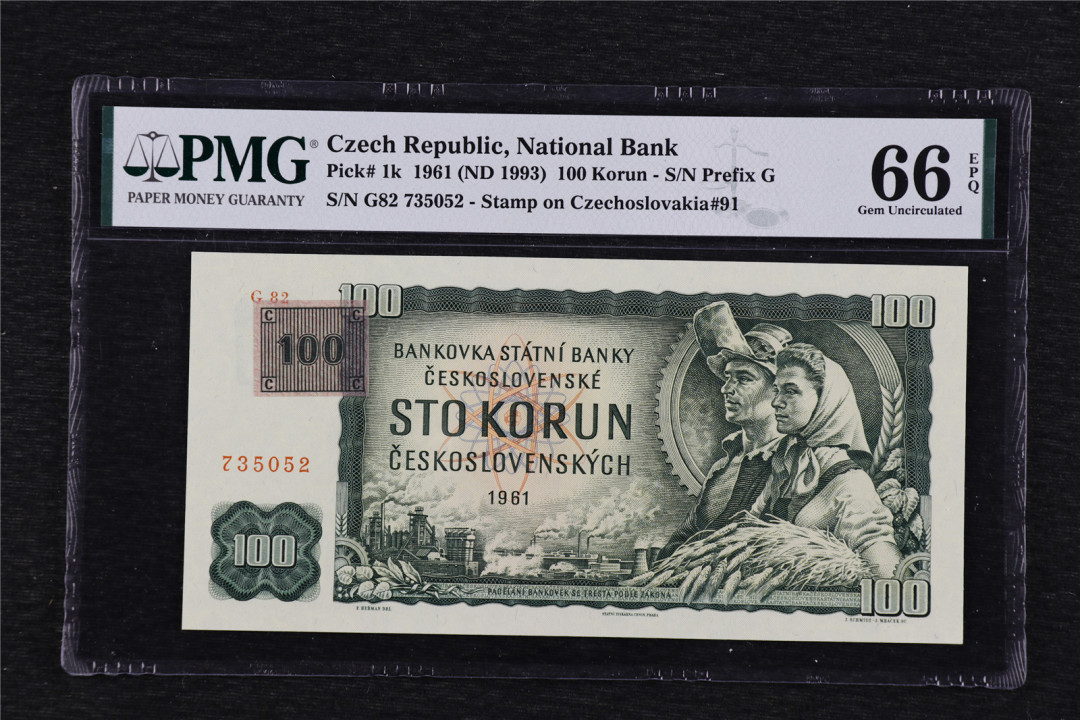 PMG®
PAPER MONEY GUARANTY
Czech Republic, National Bank
Pick# 1k 1961 (ND 1993) 100 Korun - S/N Prefix G
S/N G82 735052 - Stamp on Czechoslovakia#91
66
EPQ
Gem Uncirculated
G 82
100
100
C C
100
C C
BANKOVKA STÁTNÍ BANKY
ČESKOSLOVENSKÉ
STO KORUN
ČESKOSLOVENSKÝCH
1961
735052
100
PADĚLÁNÍ BANKOVEK SE TRESTÁ PODLE ZÁKONA
100